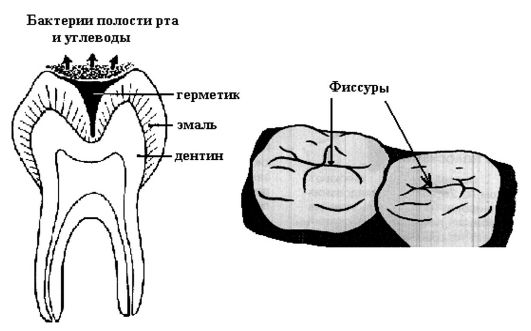 Бактерии полости рта
и углеводы
герметик
эмаль
дентин
Фиссуры